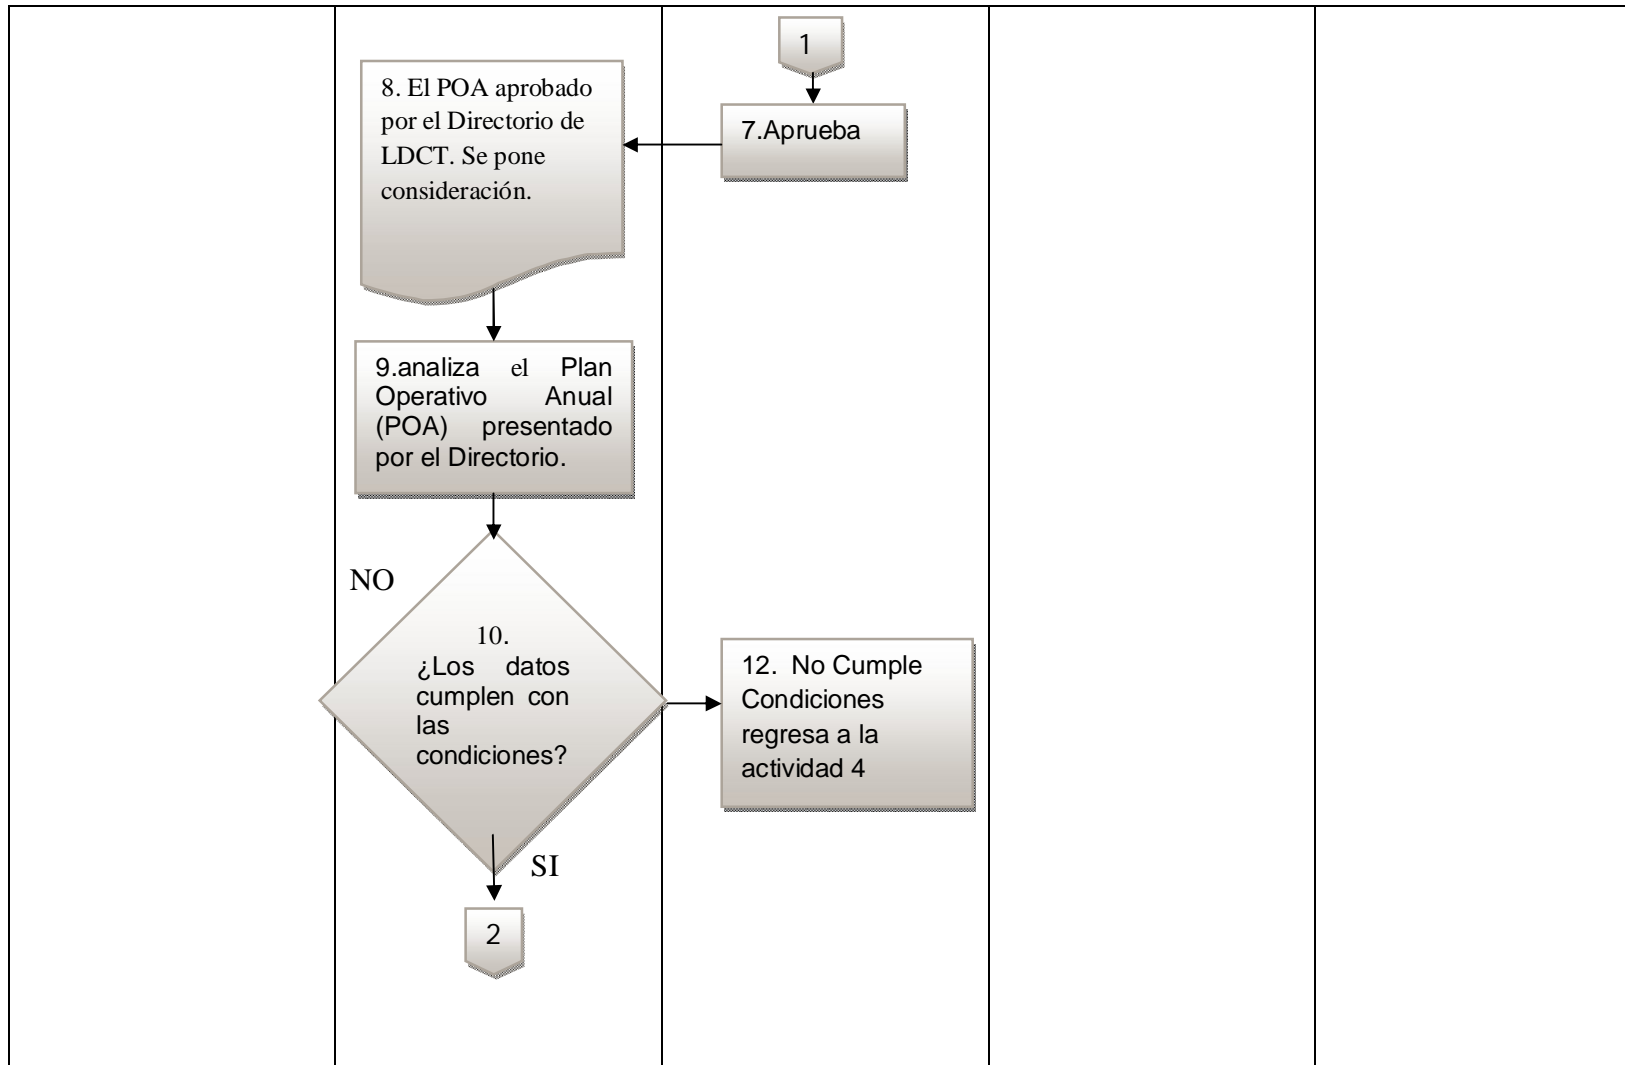 1
7.Aprueba
8. El POA aprobado
por el Directorio de
LDCT. Se pone
consideración.
9.analiza el Plan
Operativo Anual
(POA) presentado
por el Directorio.
NO
10.
¿Los datos
cumplen con
las
condiciones?
12. No Cumple
Condiciones
regresa a la
actividad 4
SI
2